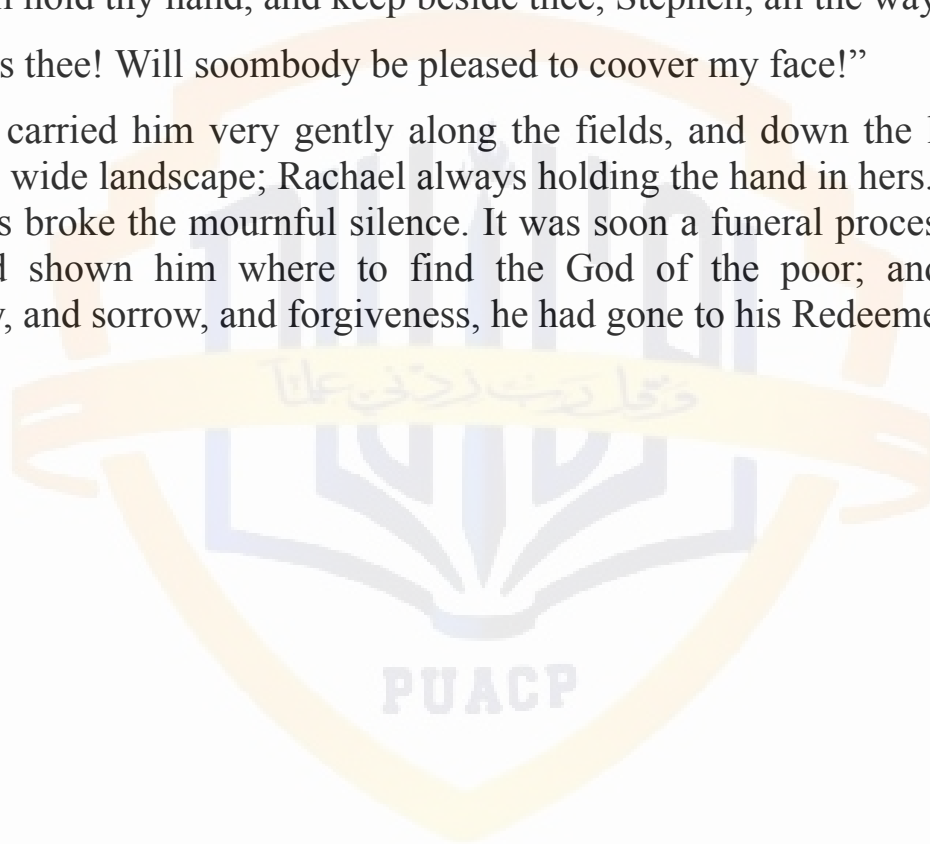 hold thy hand, and keep beside thee, Stephen, all the way
s thee! Will soombody be pleased to coover my face!”
carried him very gently along the fields, and down the
wide landscape; Rachael always holding the hand in hers.
s broke the mournful silence. It was soon a funeral proces
d shown him where to find the God of the poor; and
, and sorrow, and forgiveness, he had gone to his Redeeme
وَقُل رَّبِّ زِدْنِي عِلْمًا
PUACP